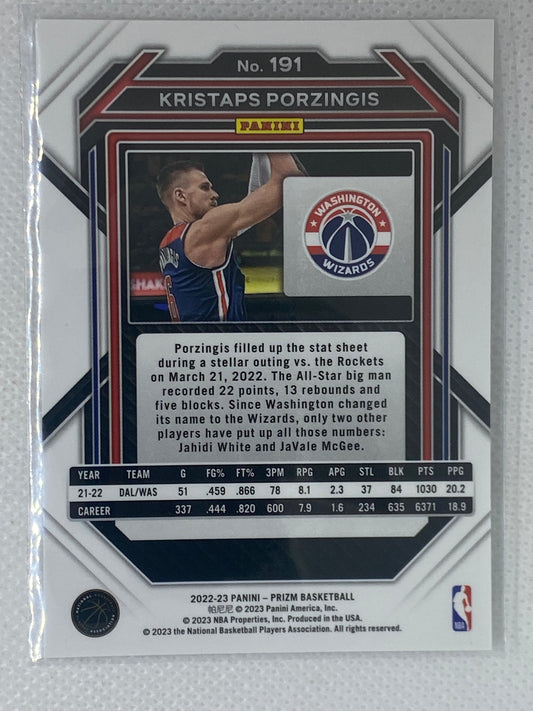 No. 191
KRISTAPS PORZINGIS
PANINI
WASHINGTON
WIZARDS
6
Porzingis filled up the stat sheet
during a stellar outing vs. the Rockets
on March 21, 2022. The All-Star big man
recorded 22 points, 13 rebounds and
five blocks. Since Washington changed
its name to the Wizards, only two other
players have put up all those numbers:
Jahidi White and JaVale McGee.
YEAR TEAM G FG% FT% 3PM RPG APG STL BLK PTS PPG
21-22 DAL/WAS 51 .459 .866 78 8.1 2.3 37 84 1030 20.2
CAREER 337 .444 .820 600 7.9 1.6 234 635 6371 18.9
2022-23 PANINI – PRIZM BASKETBALL
帕尼尼 © 2023 Panini America, Inc.
© 2023 NBA Properties, Inc. Produced in the USA.
© 2023 the National Basketball Players Association. All rights reserved.
NBA